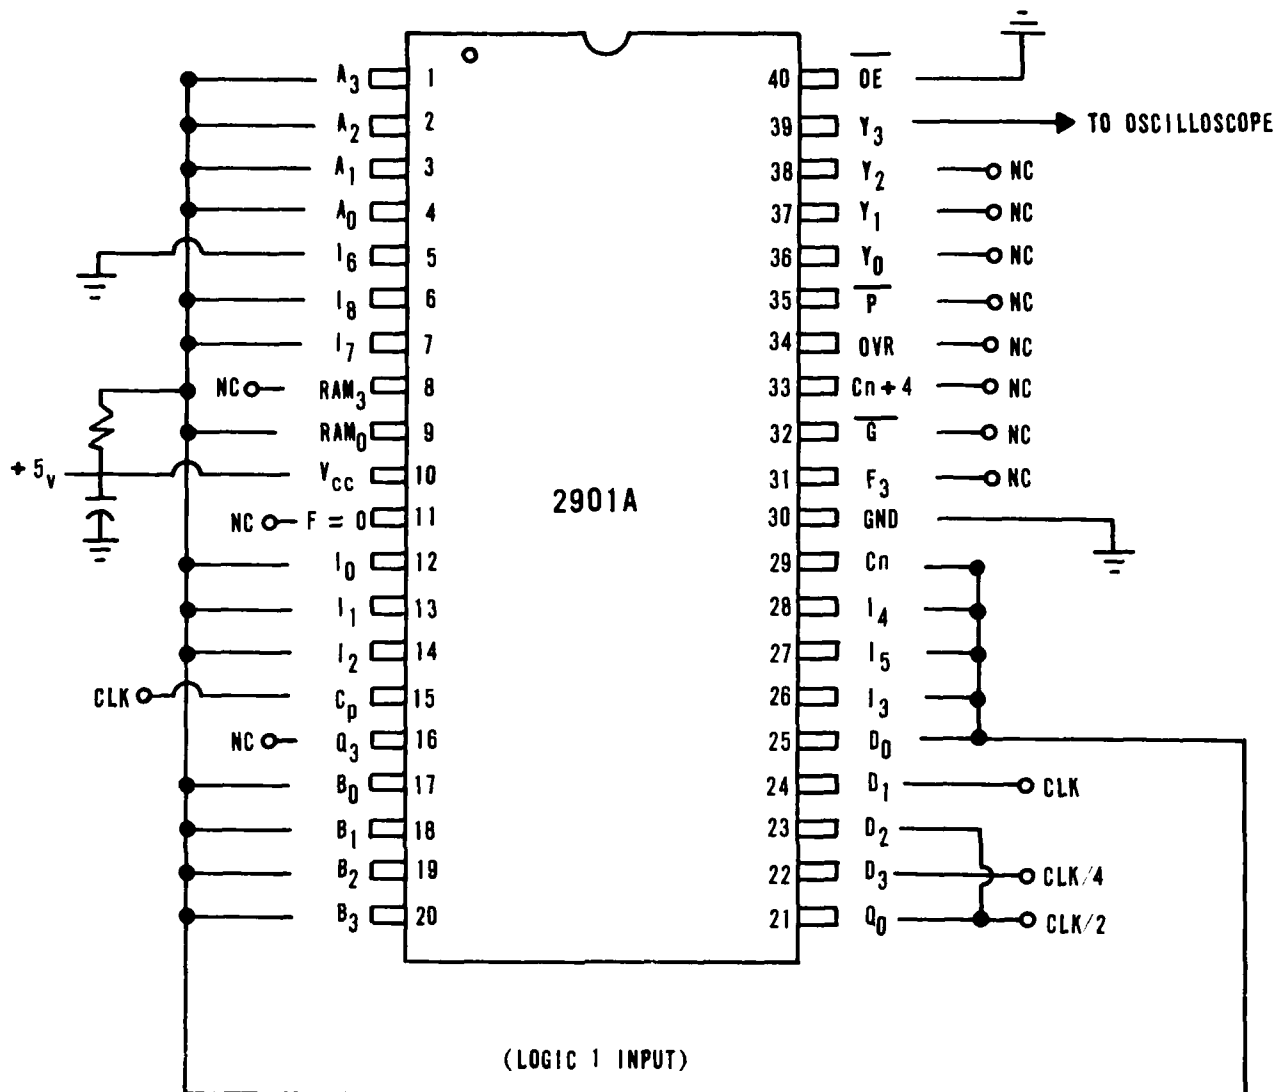 A3 1 40 OE
A2 2 39 Y3 TO OSCILLOSCOPE
A1 3 38 Y2 NC
A0 4 37 Y1 NC
I6 5 36 Y0 NC
I8 6 35 P NC
I7 7 34 OVR NC
NC RAM3 8 33 Cn + 4 NC
RAM0 9 32 G NC
+ 5v Vcc 10 31 F3 NC
2901A
NC F = 0 11 30 GND
I0 12 29 Cn
I1 13 28 I4
I2 14 27 I5
CLK Cp 15 26 I3
NC Q3 16 25 D0
B0 17 24 D1 CLK
B1 18 23 D2
B2 19 22 D3 CLK/4
B3 20 21 Q0 CLK/2
(LOGIC 1 INPUT)